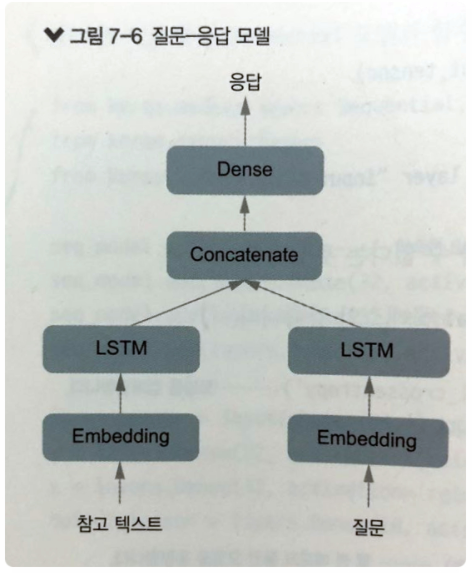 그림 7-6 질문-응답 모델
응답
Dense
Concatenate
LSTM LSTM
Embedding Embedding
참고 텍스트 질문